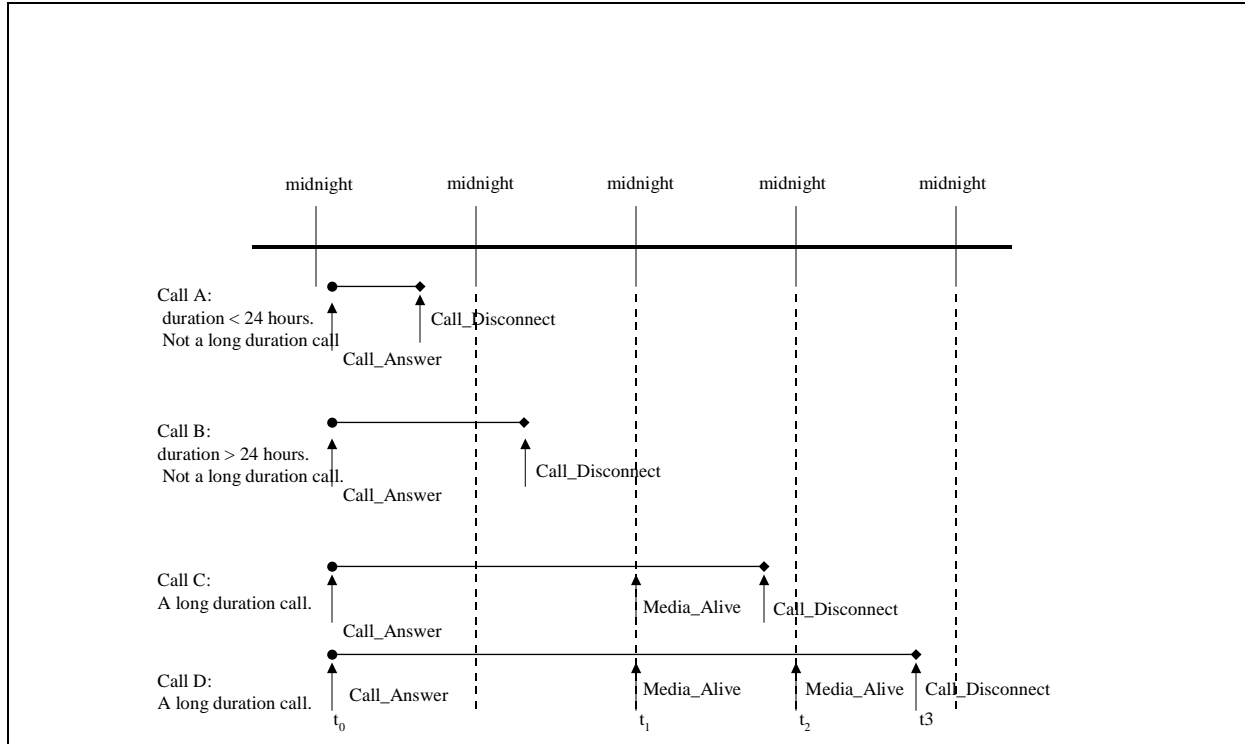 midnight midnight midnight midnight midnight
Call A:
duration < 24 hours.
Not a long duration call
Call_Disconnect
Call_Answer
Call B:
duration > 24 hours.
Not a long duration call.
Call_Disconnect
Call_Answer
Call C:
A long duration call.
Media_Alive
Call_Disconnect
Call_Answer
Call D:
A long duration call.
Call_Answer
Media_Alive
Media_Alive
Call_Disconnect
t0 t1 t2 t3